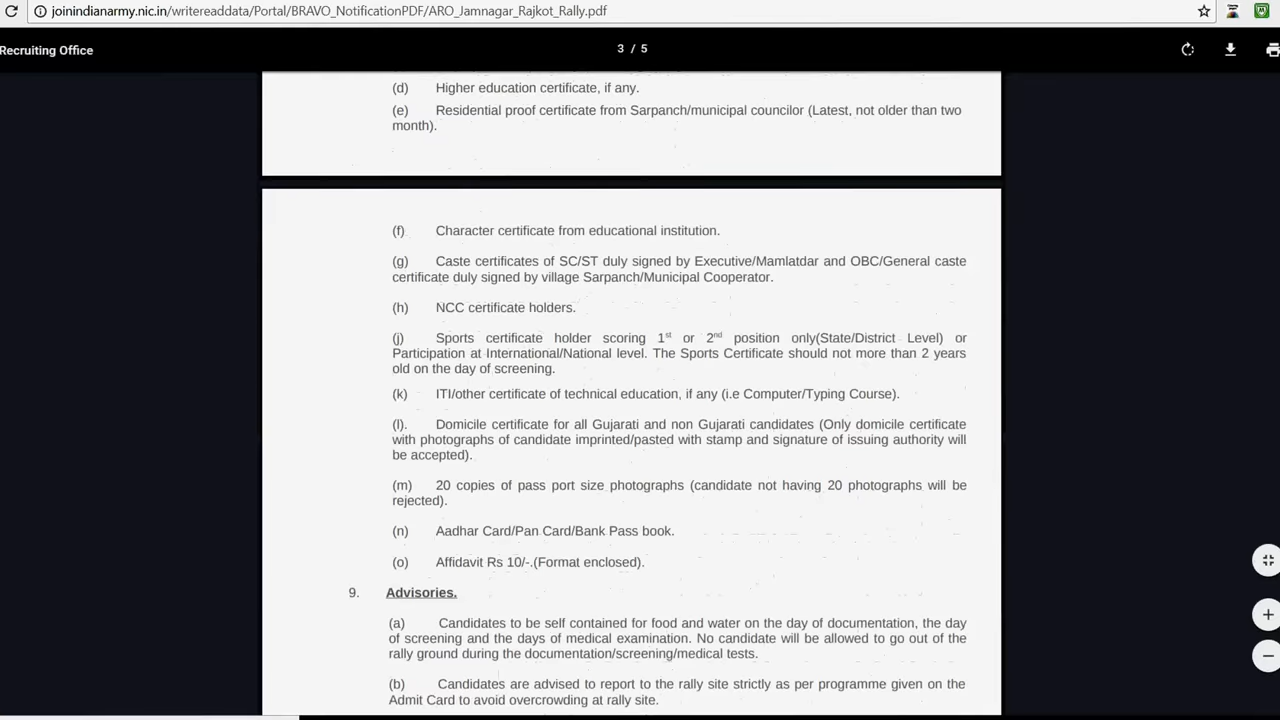 joinindianarmy.nic.in/writereaddata/Portal/BRAVO_NotificationPDF/ARO_Jamnagar_Rajkot_Rally.pdf
Recruiting Office
3 / 5
(d) Higher education certificate, if any.
(e) Residential proof certificate from Sarpanch/municipal councilor (Latest, not older than two
month).
(f) Character certificate from educational institution.
(g) Caste certificates of SC/ST duly signed by Executive/Mamlatdar and OBC/General caste
certificate duly signed by village Sarpanch/Municipal Cooperator.
(h) NCC certificate holders.
(j) Sports certificate holder scoring 1st or 2nd position only(State/District Level) or
Participation at International/National level. The Sports Certificate should not more than 2 years
old on the day of screening.
(k) ITI/other certificate of technical education, if any (i.e Computer/Typing Course).
(l). Domicile certificate for all Gujarati and non Gujarati candidates (Only domicile certificate
with photographs of candidate imprinted/pasted with stamp and signature of issuing authority will
be accepted).
(m) 20 copies of pass port size photographs (candidate not having 20 photographs will be
rejected).
(n) Aadhar Card/Pan Card/Bank Pass book.
(o) Affidavit Rs 10/-.(Format enclosed).
9. Advisories.
(a) Candidates to be self contained for food and water on the day of documentation, the day
of screening and the days of medical examination. No candidate will be allowed to go out of the
rally ground during the documentation/screening/medical tests.
(b) Candidates are advised to report to the rally site strictly as per programme given on the
Admit Card to avoid overcrowding at rally site.